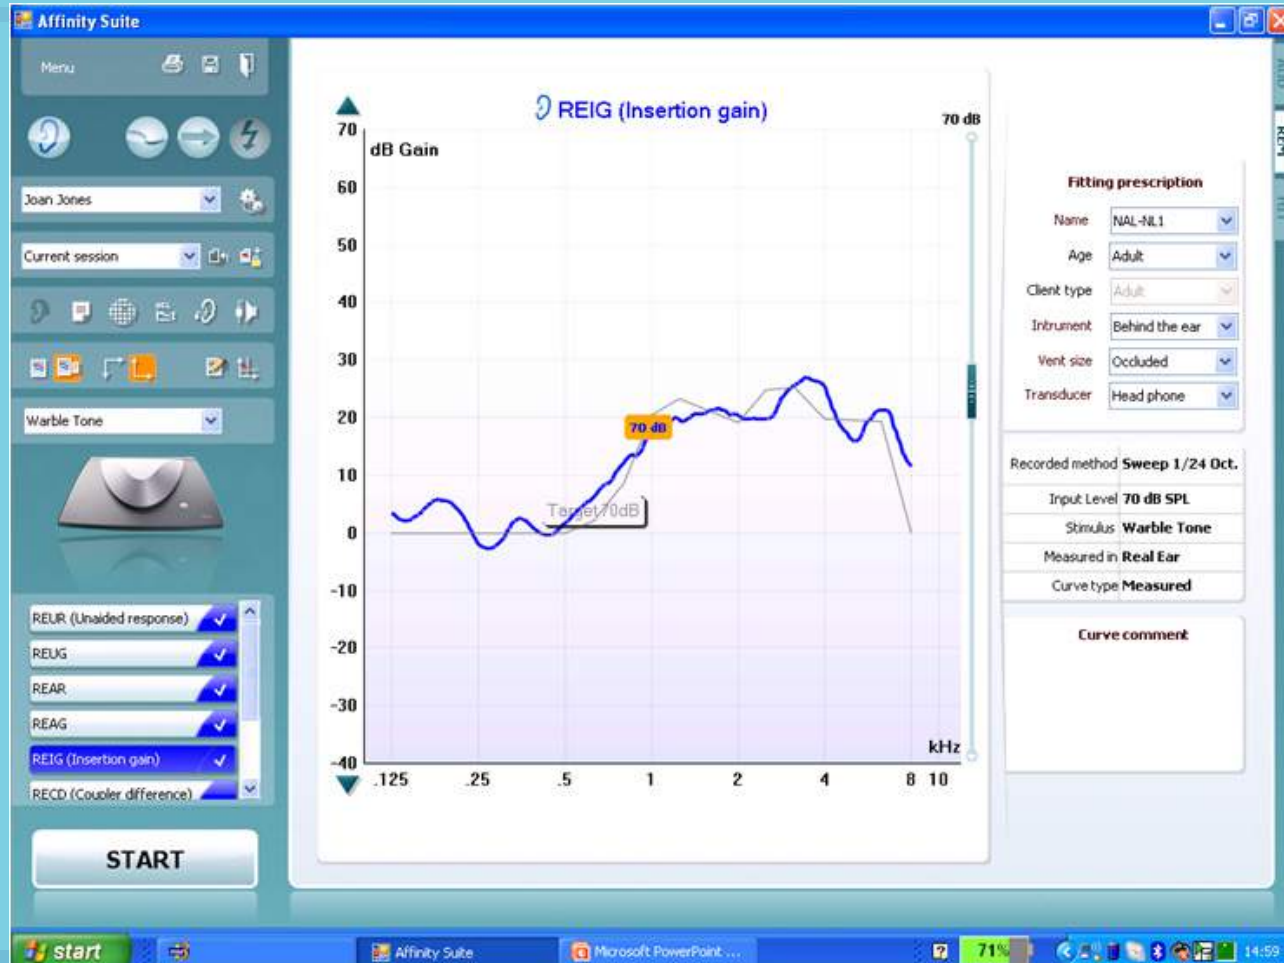 Affinity Suite
Menu
Joan Jones
Current session
Warble Tone
REUR (Unaided response)
REUG
REAR
REAG
REIG (Insertion gain)
RECD (Coupler difference)
START
REIG (Insertion gain)
70 dB
dB Gain
70
60
50
40
30
20
10
0
-10
-20
-30
-40
70 dB
Target70dB
kHz
.125 .25 .5 1 2 4 8 10
Fitting prescription
Name NAL-NL1
Age Adult
Client type Adult
Intrument Behind the ear
Vent size Occluded
Transducer Head phone
Recorded method Sweep 1/24 Oct.
Input Level 70 dB SPL
Stimulus Warble Tone
Measured in Real Ear
Curve type Measured
Curve comment
AUD
REM
start
Affinity Suite
Microsoft PowerPoint ...
71%
14:59